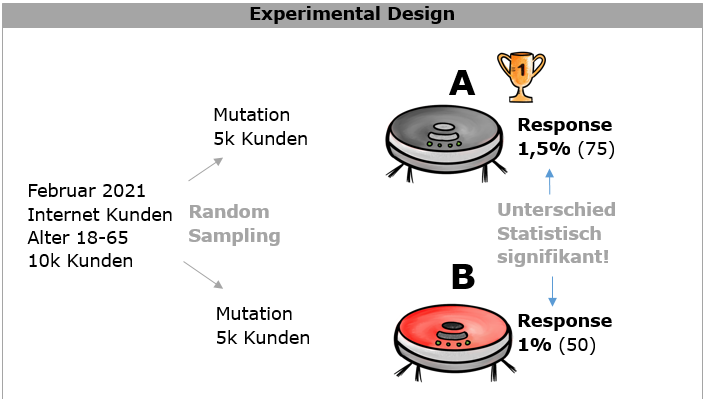 Experimental Design
A
1
Mutation
5k Kunden
Response
1,5% (75)
Februar 2021
Internet Kunden
Alter 18-65
10k Kunden
Random
Sampling
Unterschied
Statistisch
signifikant!
B
Mutation
5k Kunden
Response
1% (50)